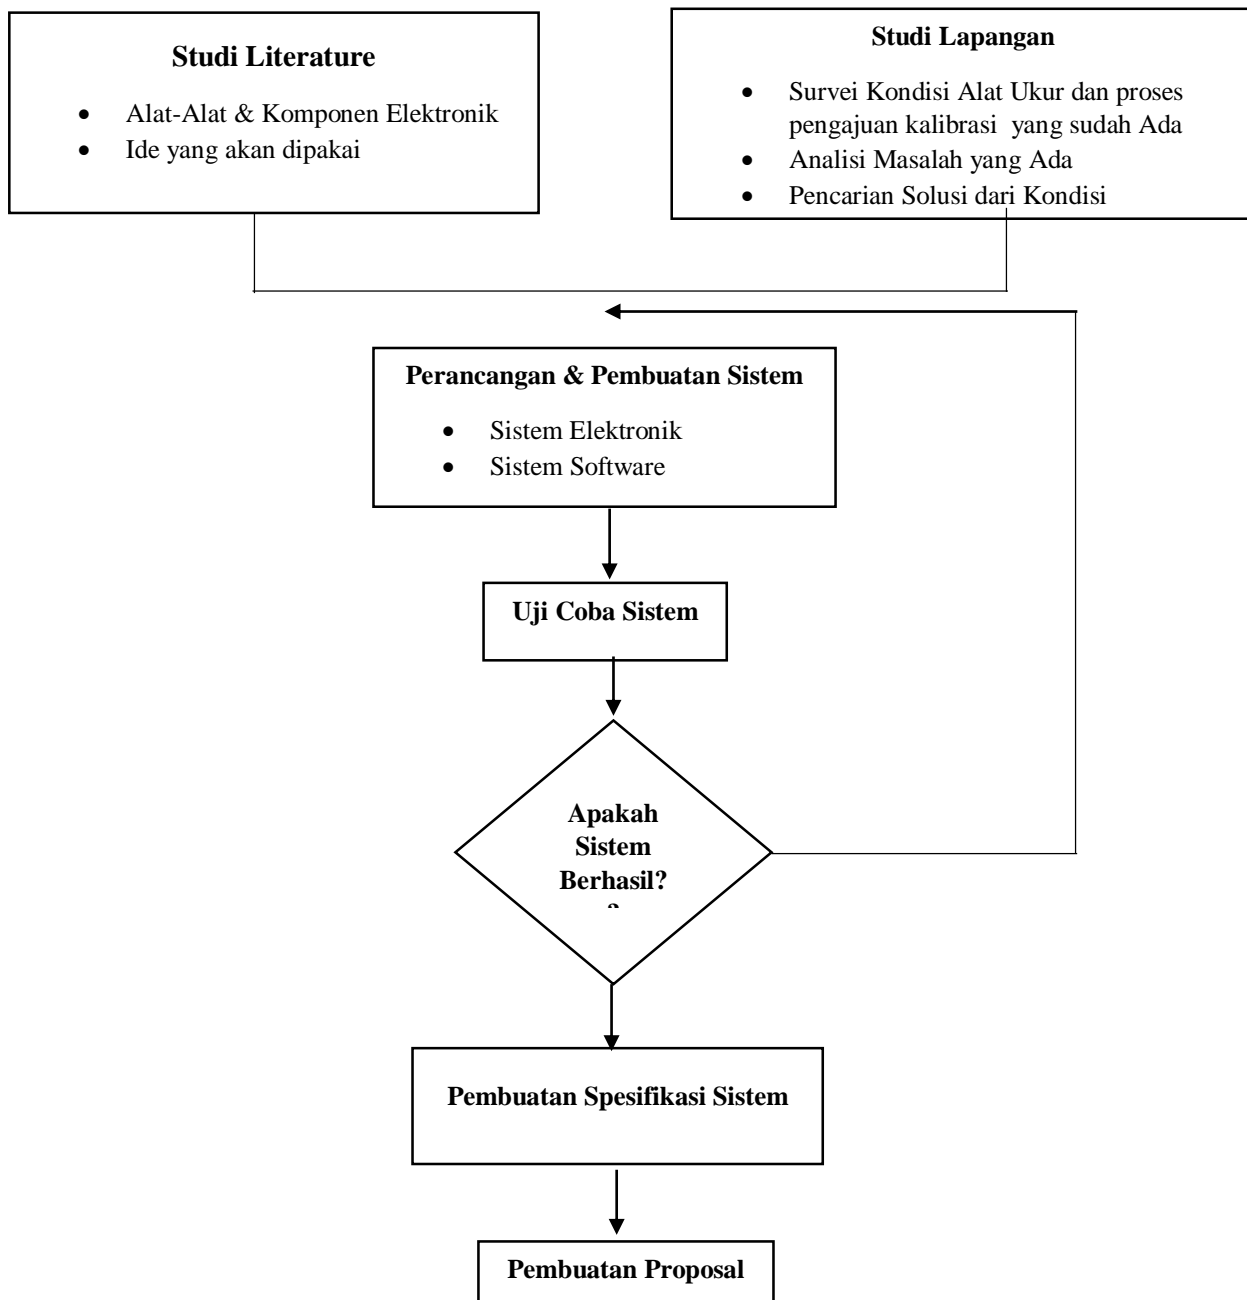 Studi Literature
• Alat-Alat & Komponen Elektronik
• Ide yang akan dipakai
Studi Lapangan
• Survei Kondisi Alat Ukur dan proses
pengajuan kalibrasi yang sudah Ada
• Analisi Masalah yang Ada
• Pencarian Solusi dari Kondisi
Perancangan & Pembuatan Sistem
• Sistem Elektronik
• Sistem Software
Uji Coba Sistem
Apakah
Sistem
Berhasil?
Pembuatan Spesifikasi Sistem
Pembuatan Proposal